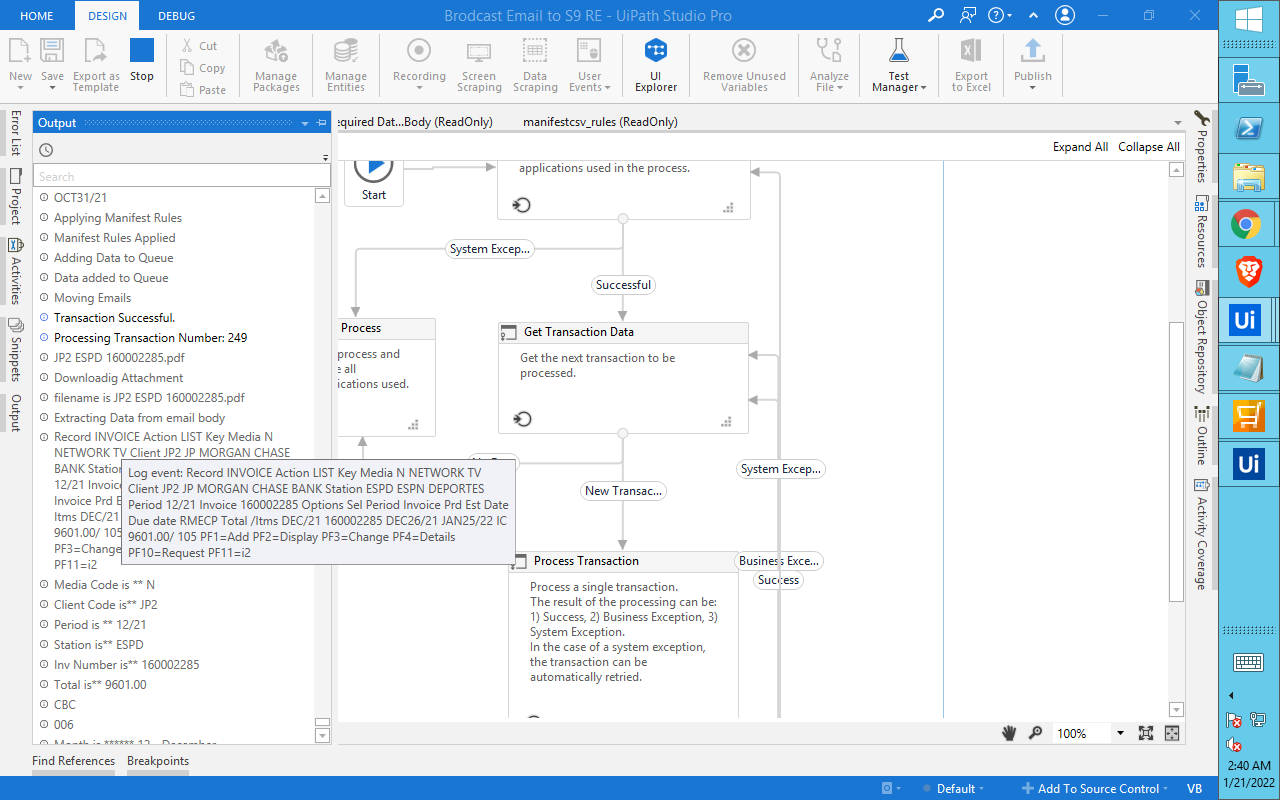 HOME
DESIGN
DEBUG
Brodcast Email to S9 RE - UiPath Studio Pro
New
Save
Export as
Template
Stop
Cut
Copy
Paste
Manage
Packages
Manage
Entities
Recording
Screen
Scraping
Data
Scraping
User
Events
UI
Explorer
Remove Unused
Variables
Analyze
File
Test
Manager
Export
to Excel
Publish
Error List
Project
Activities
Snippets
Output
Output
Search
OCT31/21
Applying Manifest Rules
Manifest Rules Applied
Adding Data to Queue
Data added to Queue
Moving Emails
Transaction Successful.
Processing Transaction Number: 249
JP2 ESPD 160002285.pdf
Downloadig Attachment
filename is JP2 ESPD 160002285.pdf
Extracting Data from email body
Record INVOICE Action LIST Key Media N
NETWORK TV Client JP2 JP MORGAN CHASE
BANK Station
12/21 Invoice
Invoice Prd E
Itms DEC/21
9601.00/ 105
PF3=Change
PF11=i2
Log event: Record INVOICE Action LIST Key Media N NETWORK TV
Client JP2 JP MORGAN CHASE BANK Station ESPD ESPN DEPORTES
Period 12/21 Invoice 160002285 Options Sel Period Invoice Prd Est Date
Due date RMECP Total /Itms DEC/21 160002285 DEC26/21 JAN25/22 IC
9601.00/ 105 PF1=Add PF2=Display PF3=Change PF4=Details
PF10=Request PF11=i2
Media Code is ** N
Client Code is** JP2
Period is ** 12/21
Station is** ESPD
Inv Number is** 160002285
Total is** 9601.00
CBC
006
Find References
Breakpoints
equired Dat...Body (ReadOnly)
manifestcsv_rules (ReadOnly)
Expand All
Collapse All
Start
applications used in the process.
System Excep...
Successful
Process
process and
e all
ications used.
Get Transaction Data
Get the next transaction to be
processed.
New Transac...
System Excep...
Business Exce...
Success
Process Transaction
Process a single transaction.
The result of the processing can be:
1) Success, 2) Business Exception, 3)
System Exception.
In the case of a system exception,
the transaction can be
automatically retried.
100%
Properties
Resources
Object Repository
Outline
Activity Coverage
Default
Add To Source Control
VB
Ui
Ui
2:40 AM
1/21/2022